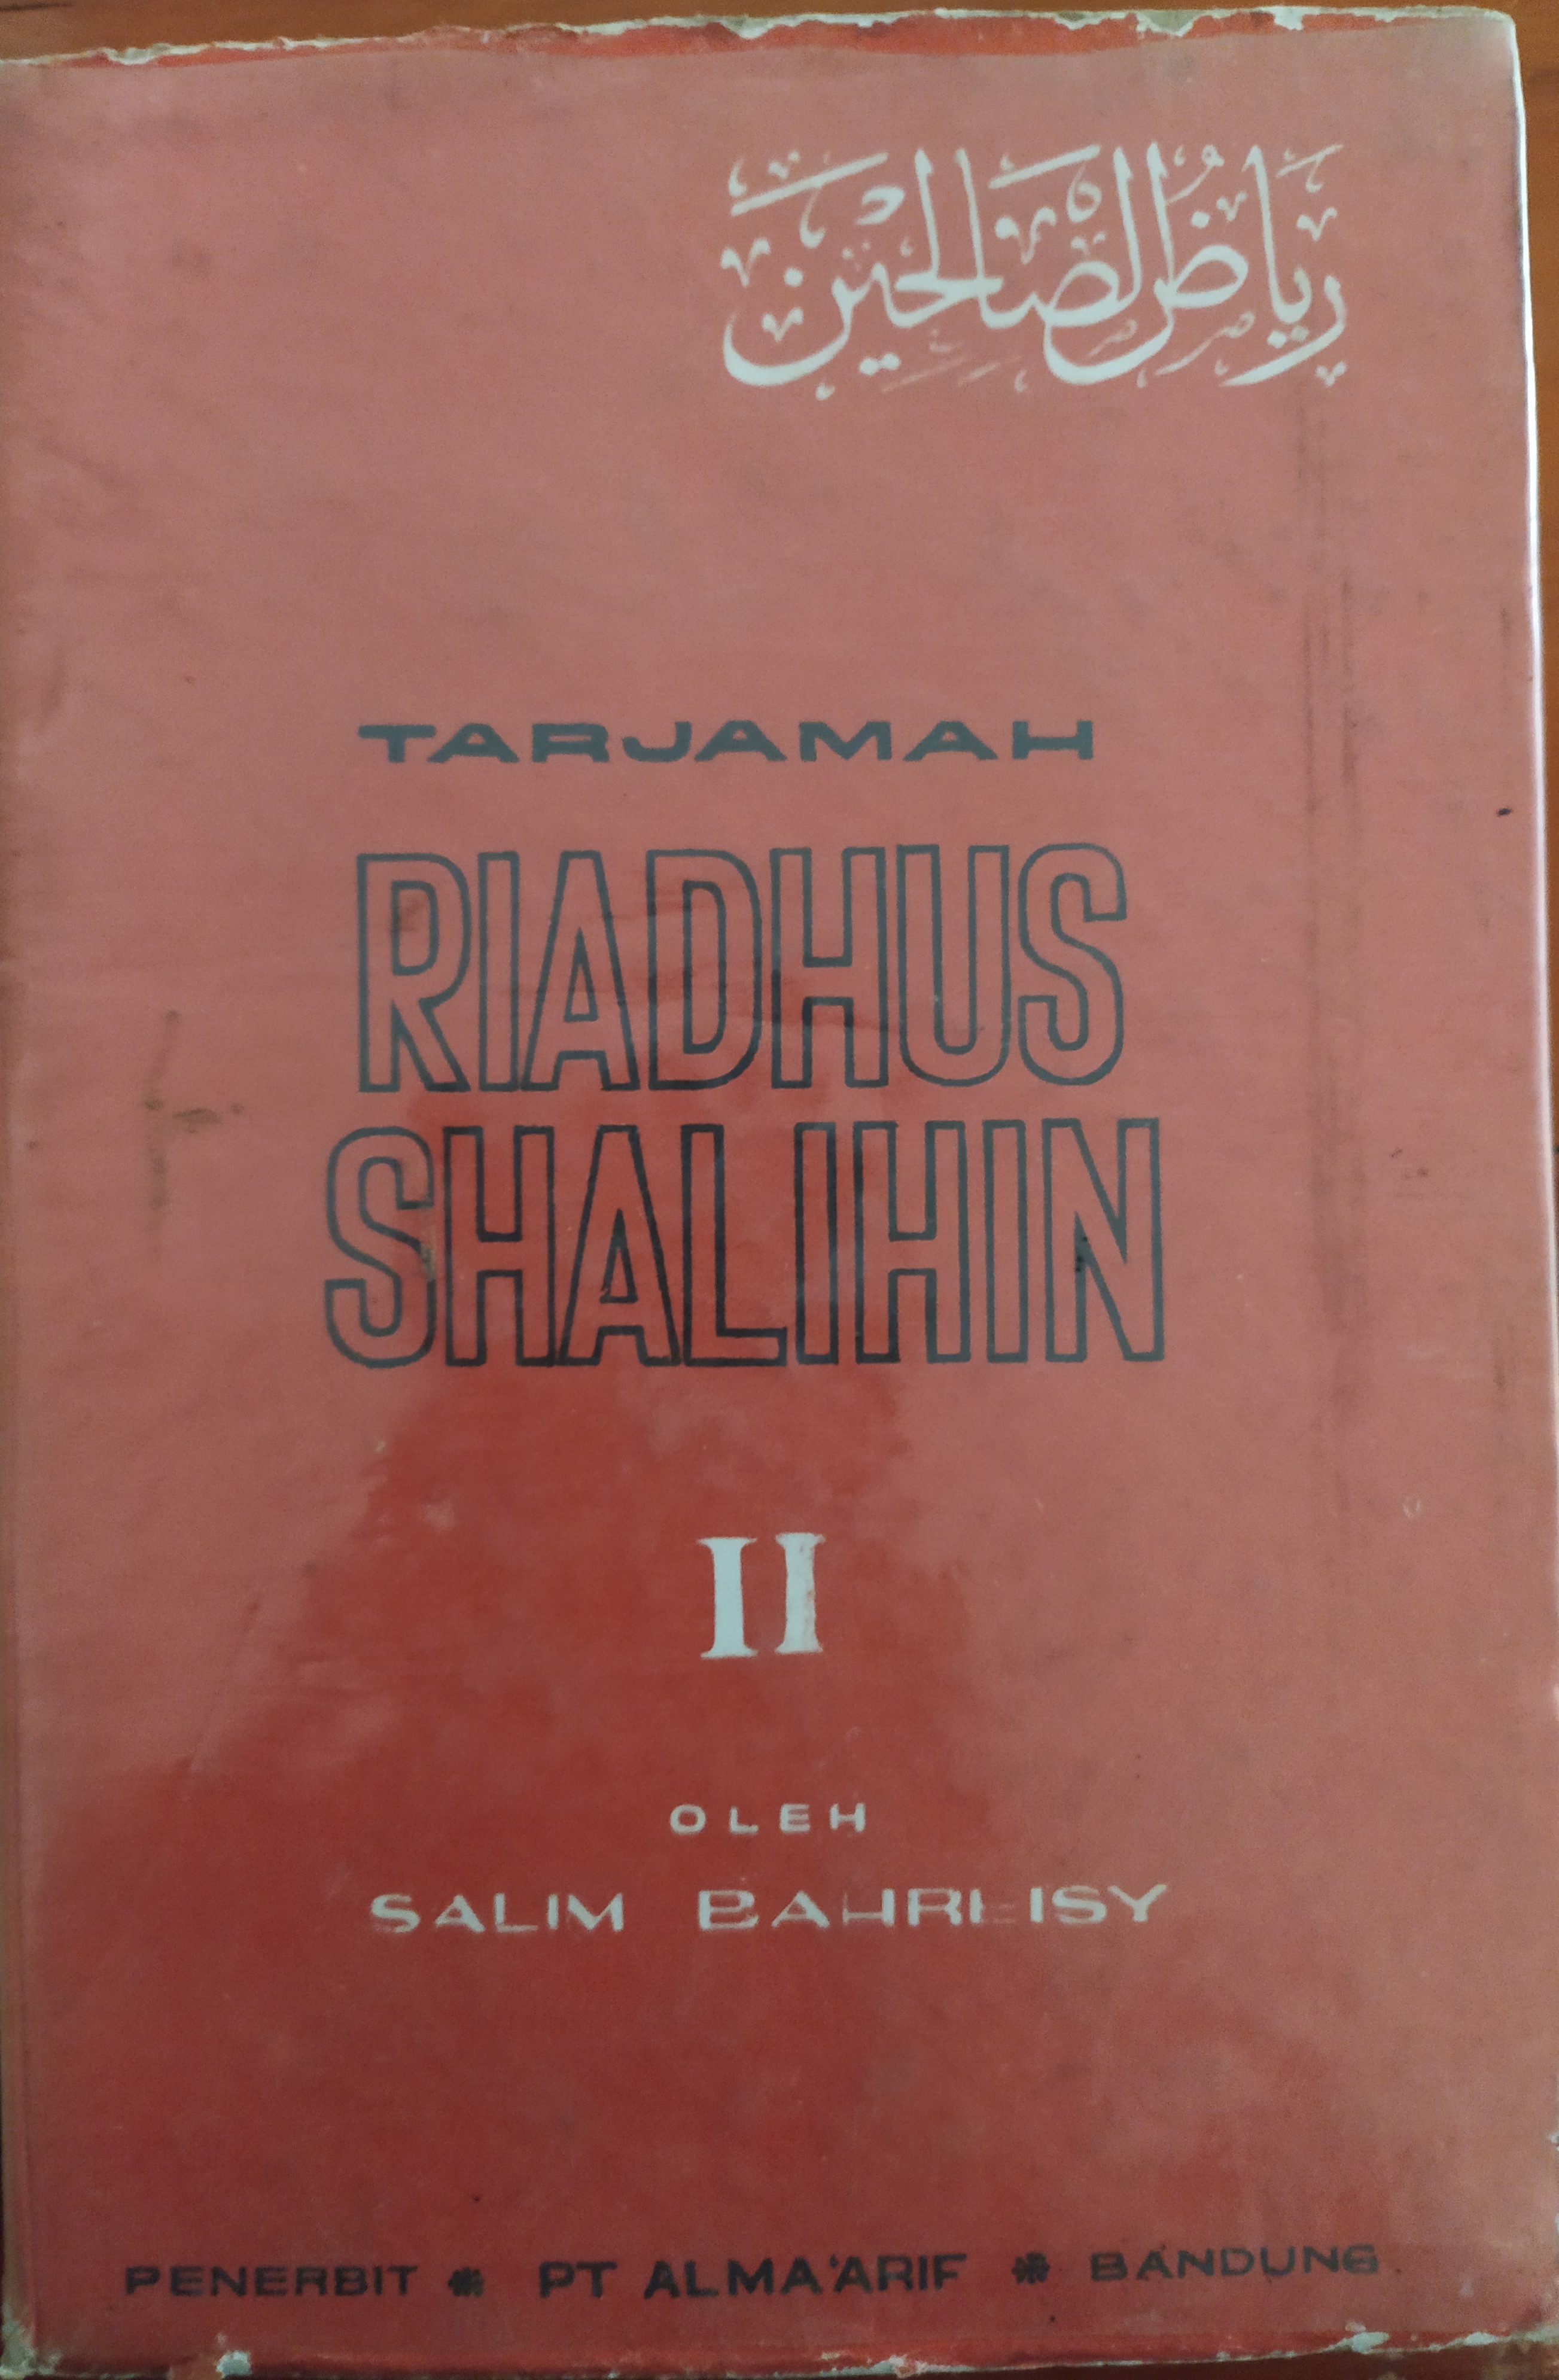 رياض الصالحين
TARJAMAH
RIADHUS
SHALIHIN
II
OLEH
SALIM BAHREISY
PENERBIT * PT ALMA'ARIF * BANDUNG